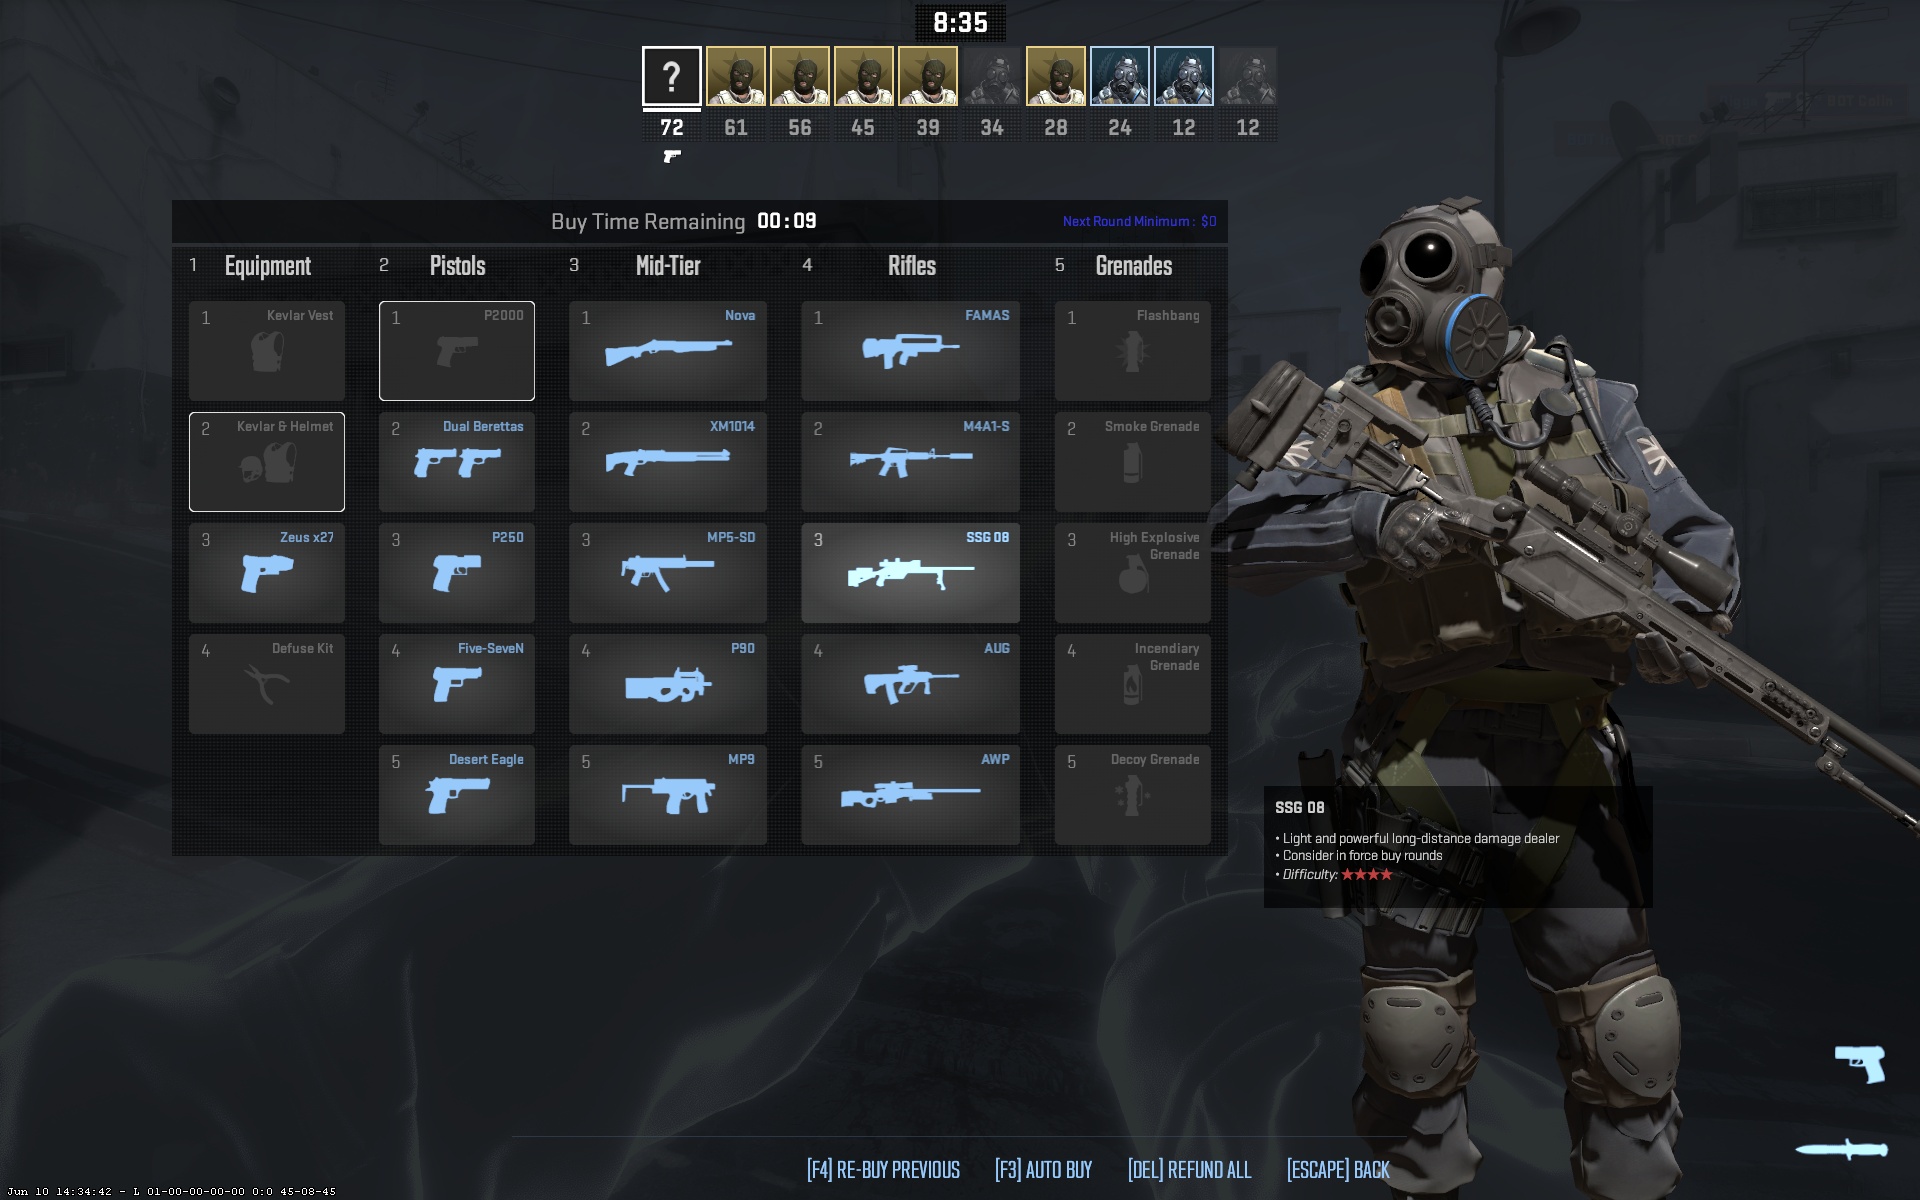 8:35
?
72 61 56 45 39 34 28 24 12 12
Buy Time Remaining 00:09
Next Round Minimum : $0
1 Equipment
2 Pistols
3 Mid-Tier
4 Rifles
5 Grenades
1 Kevlar Vest
1 P2000
1 Nova
1 FAMAS
1 Flashbang
2 Kevlar & Helmet
2 Dual Berettas
2 XM1014
2 M4A1-S
2 Smoke Grenade
3 Zeus x27
3 P250
3 MP5-SD
3 SSG 08
3 High Explosive
Grenade
4 Defuse Kit
4 Five-SeveN
4 P90
4 AUG
4 Incendiary
Grenade
5 Desert Eagle
5 MP9
5 AWP
5 Decoy Grenade
SSG 08
• Light and powerful long-distance damage dealer
• Consider in force buy rounds
• Difficulty: ★★★★
[F4] RE-BUY PREVIOUS
[F3] AUTO BUY
[DEL] REFUND ALL
[ESCAPE] BACK
Jun 10 14:34:42 - L 01-00-00-00-00 0:0 45-08-45